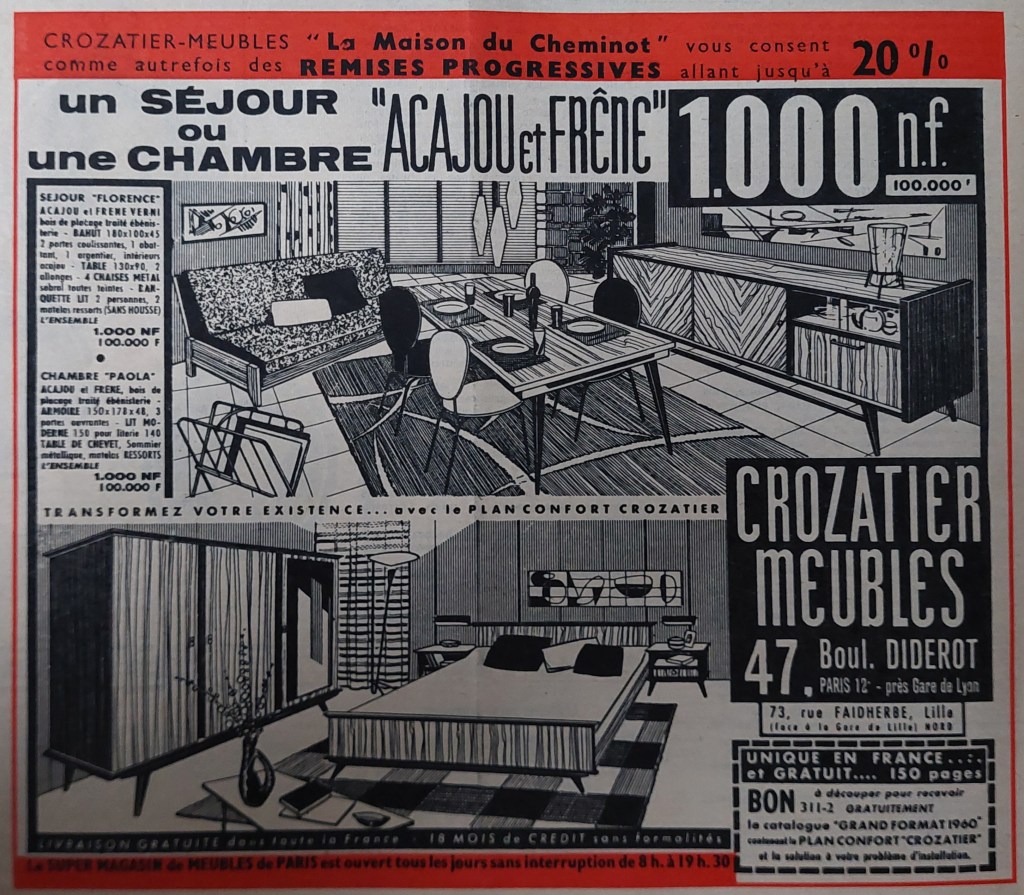 CROZATIER-MEUBLES "La Maison du Cheminot" vous consent
comme autrefois des REMISES PROGRESSIVES allant jusqu'à 20%
un SÉJOUR
ou
une CHAMBRE
"ACAJOU et FRÊNE"
1.000 n.f.
100.000 F
SEJOUR "FLORENCE"
ACAJOU et FRENE VERNI
bois de placage traité ébénis-
terie - BAHUT 180x100x45
2 portes coulissantes, 1 abat-
tant, 1 argentier, intérieurs
acajou - TABLE 130x90, 2
allonges - 4 CHAISES METAL
sebral toutes teintes - BAN-
QUETTE LIT 2 personnes, 2
matelas ressorts (SANS HOUSSE)
L'ENSEMBLE
1.000 NF
100.000 F
CHAMBRE "PAOLA"
ACAJOU et FRENE, bois de
placage traité ébénisterie -
ARMOIRE 150x178x48, 3
portes ouvrantes - LIT MO-
DERNE 150 pour literie 140
TABLE DE CHEVET, Sommier
métallique, matelas RESSORTS
L'ENSEMBLE
1.000 NF
100.000 F
TRANSFORMEZ VOTRE EXISTENCE... avec le PLAN CONFORT CROZATIER
CROZATIER
MEUBLES
47, Boul. DIDEROT
PARIS 12e - près Gare de Lyon
73, rue FAIDHERBE, Lille
(face à la Gare de Lille) NORD
UNIQUE EN FRANCE....
et GRATUIT.... 150 pages
BON 311-2 à découper pour recevoir
GRATUITEMENT
le catalogue "GRAND FORMAT 1960"
contenant le PLAN CONFORT "CROZATIER"
et la solution à votre problème d'installation.
LIVRAISON GRATUITE dans toute la France - 18 MOIS de CREDIT sans formalités
Le SUPER MAGASIN de MEUBLES de PARIS est ouvert tous les jours sans interruption de 8 h. à 19 h. 30